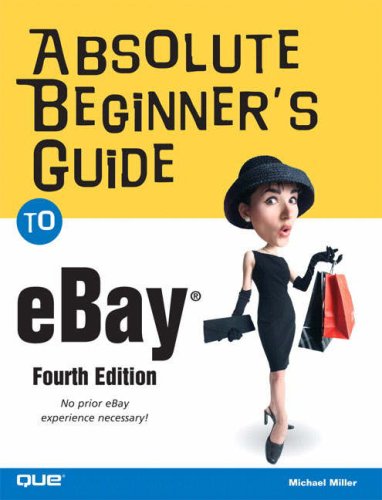 ABSOLUTE
BEGINNER'S
GUIDE
TO
eBay®
Fourth Edition
No prior eBay
experience necessary!
QUE®
Michael Miller